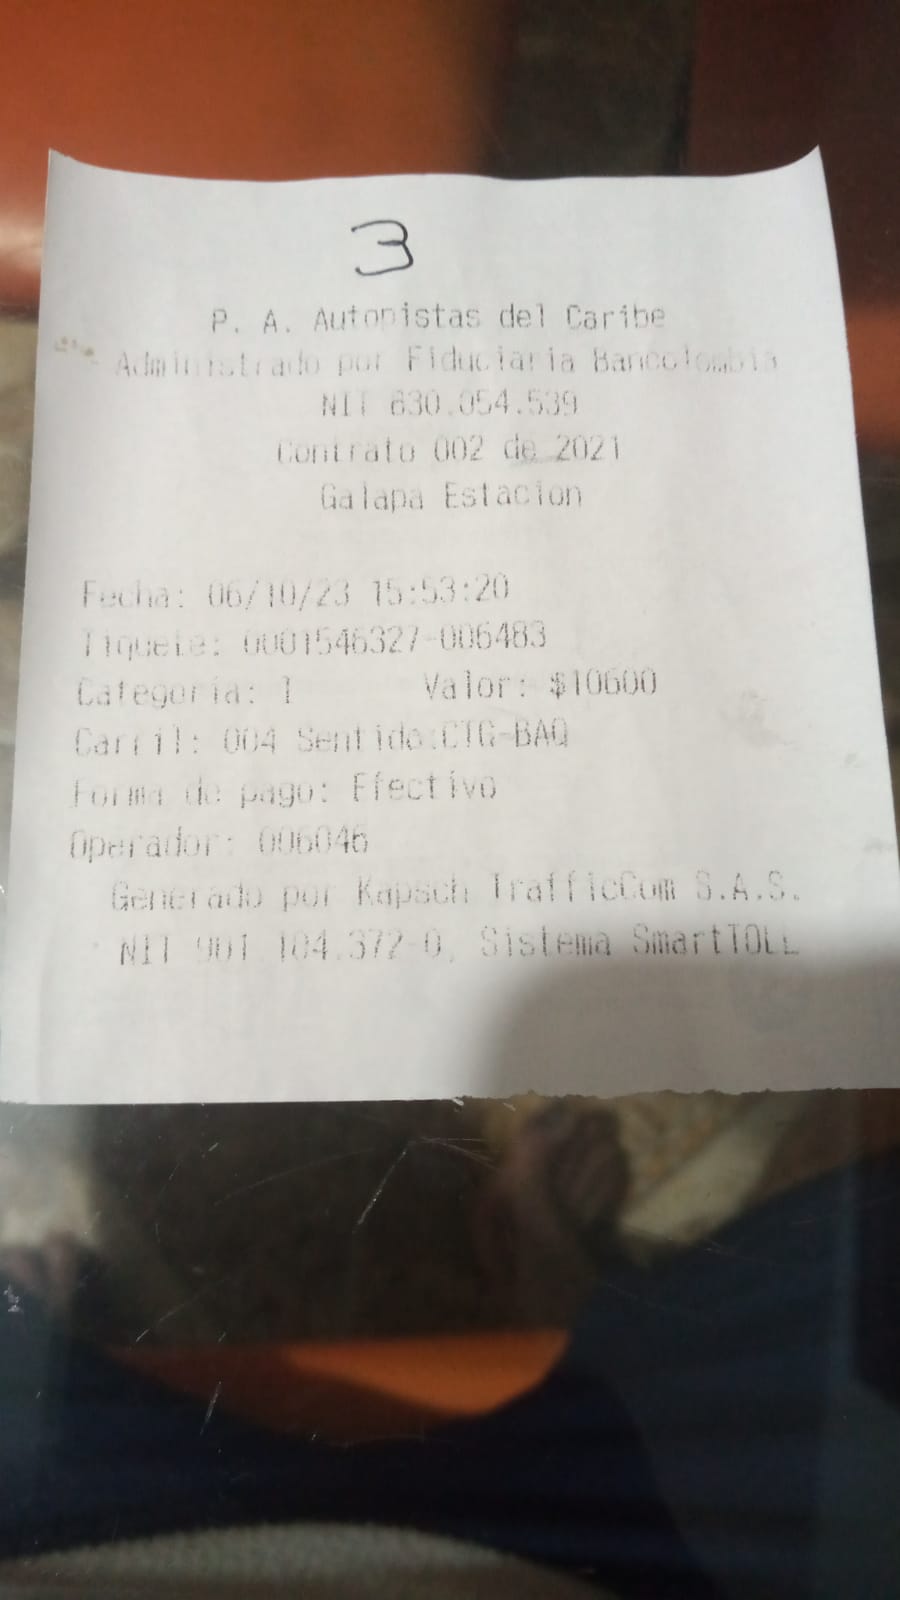 3
P. A. Autopistas del Caribe
Administrado por Fiduciaria Bancolombia
NIT 830.054.539
Contrato 002 de 2021
Galapa Estacion
Fecha: 06/10/23 15:53:20
Tiquete: 0001546327-006483
Categoria: 1 Valor: $10600
Carril: 004 Sentido:CTG-BAQ
Forma de pago: Efectivo
Operador: 006046
Generado por Kapsch TrafficCom S.A.S.
NIT 901.104.372-0, Sistema SmartTOLL